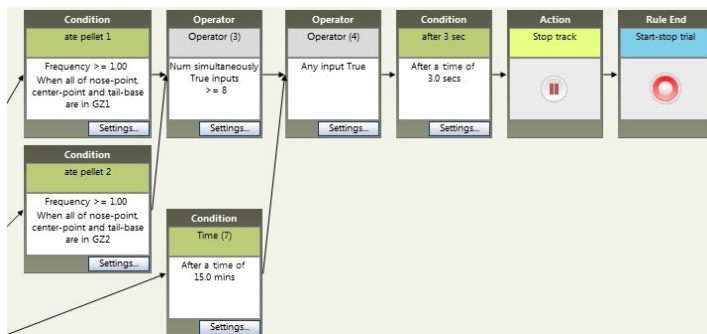 Condition
ate pellet 1
Frequency >= 1.00
When all of nose-point,
center-point and tail-base
are in GZ1
Settings...
Operator
Operator (3)
Num simultaneously
True inputs
>= 8
Settings...
Operator
Operator (4)
Any input True
Settings...
Condition
after 3 sec
After a time of
3.0 secs
Settings...
Action
Stop track
Rule End
Start-stop trial
Condition
ate pellet 2
Frequency >= 1.00
When all of nose-point,
center-point and tail-base
are in GZ2
Settings...
Condition
Time (7)
After a time of
15.0 mins
Settings...